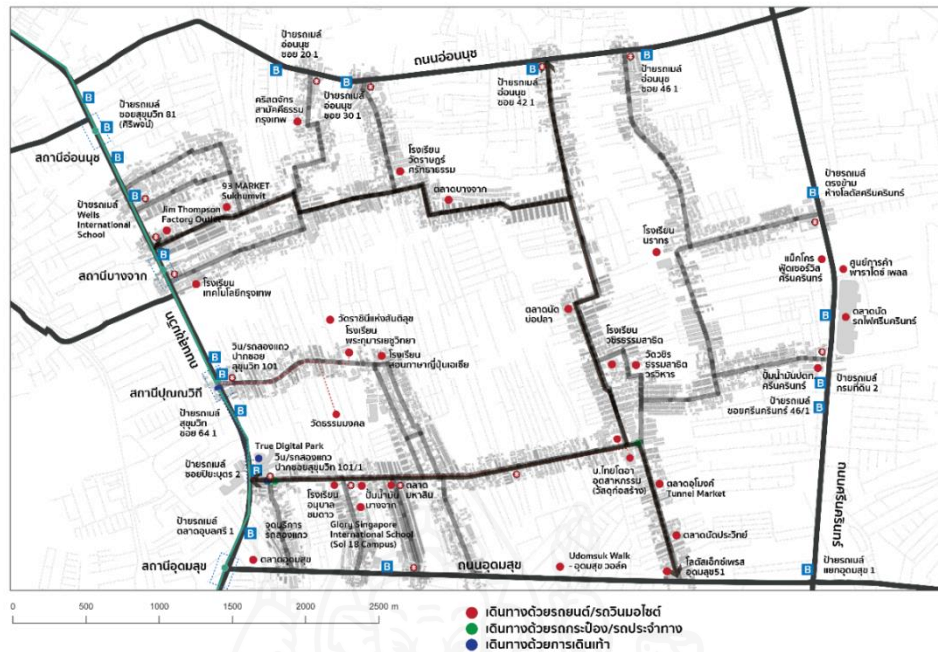 ป้ายรถเมล์
อ่อนนุช
ซอย 20 1
ถนนอ่อนนุช
ป้ายรถเมล์
อ่อนนุช
ซอย 30 1
ป้ายรถเมล์
อ่อนนุช
ซอย 42 1
ป้ายรถเมล์
อ่อนนุช
ซอย 46 1
ป้ายรถเมล์
ซอยสุขุมวิท 81
(ศิริพจน์)
คริสตจักร
สามัคคีธรรม
กรุงเทพ
สถานีอ่อนนุช
โรงเรียน
วัดราษฎร์
ศรัทธาธรรม
93 MARKET
Sukhumvit
ตลาดบางจาก
ป้ายรถเมล์
ตรงข้าม
ห้างโลตัสศรีนครินทร์
ป้ายรถเมล์
Wells
International
School
Jim Thompson
Factory Outlet
โรงเรียน
นราทร
แม็คโคร
ฟู้ดเซอร์วิส
ศรีนครินทร์
ศูนย์การค้า
พาราไดซ์ เพลส
สถานีบางจาก
โรงเรียน
เทคโนโลยีกรุงเทพ
ตลาดนัด
บ่อปลา
ตลาดนัด
รถไฟศรีนครินทร์
ถนนสุขุมวิท
วัดราชินีแห่งสันติสุข
โรงเรียน
พระกุมารเยซูวิทยา
โรงเรียน
สอนภาษาญี่ปุ่นเอเชีย
โรงเรียน
วชิรธรรมสาธิต
วัดวชิร
ธรรมสาธิต
วรวิหาร
วิน/รถสองแถว
ปากซอย
สุขุมวิท 101
สถานีปุณณวิถี
ปั๊มน้ำมันปตท
ศรีนครินทร์
ป้ายรถเมล์
กรมที่ดิน 2
ป้ายรถเมล์
สุขุมวิท
ซอย 64 1
วัดธรรมมงคล
ป้ายรถเมล์
ซอยศรีนครินทร์ 46/1
True Digital Park
วิน/รถสองแถว
ปากซอยสุขุมวิท 101/1
ป้ายรถเมล์
ซอยปิยะบุตร 2
บ.ไทยโอดา
อุตสาหกรรม
(วัสดุก่อสร้าง)
ตลาดอุโมงค์
Tunnel Market
โรงเรียน
อนุบาล
ชมดาว
ปั๊มน้ำมัน
บางจาก
ตลาด
มหาสิน
ป้ายรถเมล์
ตลาดอุบลศรี 1
จุดบริการ
รถสองแถว
Glory Singapore
International School
(Soi 18 Campus)
ตลาดนัดประวิทย์
ถนนศรีนครินทร์
สถานีอุดมสุข
ตลาดอุดมสุข
ถนนอุดมสุข
Udomsuk Walk
- อุดมสุข วอล์ค
โลตัสเอ็กซ์เพรส
อุดมสุข51
ป้ายรถเมล์
แยกอุดมสุข 1
0 500 1000 1500 2000 2500 m
เดินทางด้วยรถยนต์/รถวินมอไซด์
เดินทางด้วยรถกระป๋อง/รถประจำทาง
เดินทางด้วยการเดินเท้า